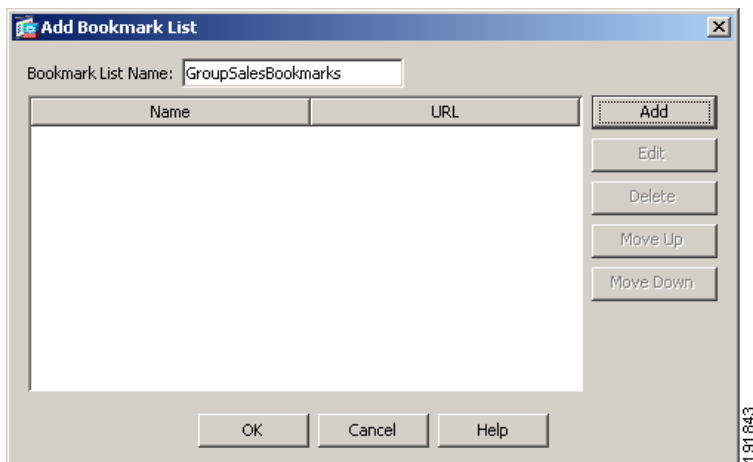 Add Bookmark List
Bookmark List Name: GroupSalesBookmarks
Name URL
Add
Edit
Delete
Move Up
Move Down
OK Cancel Help
191843